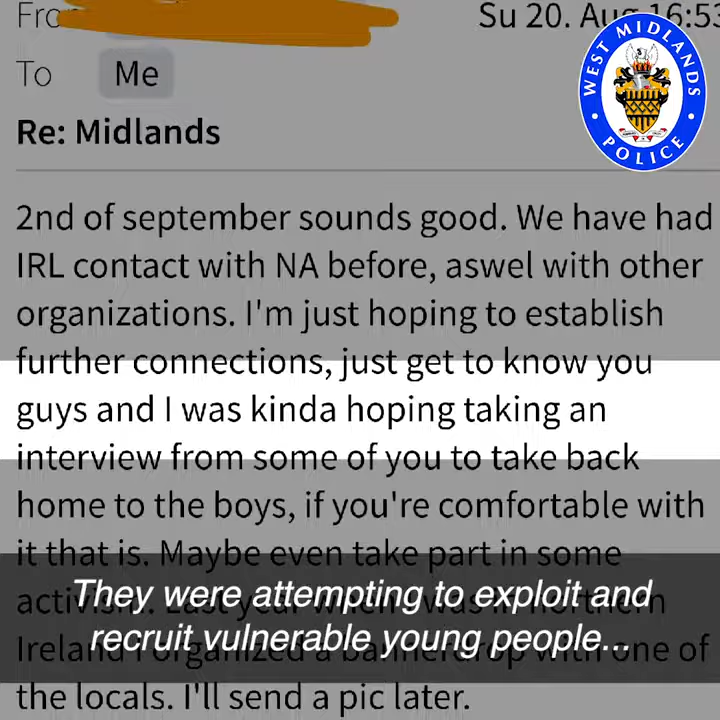 Su 20. Aug 16:53
WEST MIDLANDS
POLICE
To Me
Re: Midlands
2nd of september sounds good. We have had
IRL contact with NA before, aswel with other
organizations. I'm just hoping to establish
further connections, just get to know you
guys and I was kinda hoping taking an
interview from some of you to take back
home to the boys, if you're comfortable with
it that is. Maybe even take part in some
They were attempting to exploit and
recruit vulnerable young people...
Ireland I organized a bannerdrop with one of
the locals. I'll send a pic later.